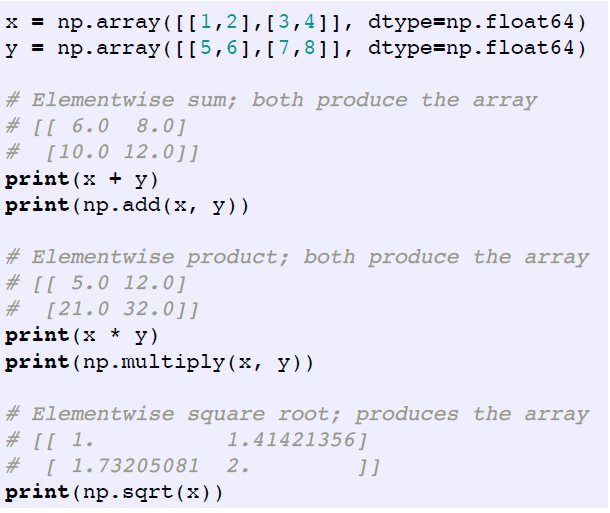 x = np.array([[1,2],[3,4]], dtype=np.float64)
y = np.array([[5,6],[7,8]], dtype=np.float64)
# Elementwise sum; both produce the array
# [[ 6.0  8.0]
#  [10.0 12.0]]
print(x + y)
print(np.add(x, y))
# Elementwise product; both produce the array
# [[ 5.0 12.0]
#  [21.0 32.0]]
print(x * y)
print(np.multiply(x, y))
# Elementwise square root; produces the array
# [[ 1.          1.41421356]
#  [ 1.73205081  2.        ]]
print(np.sqrt(x))